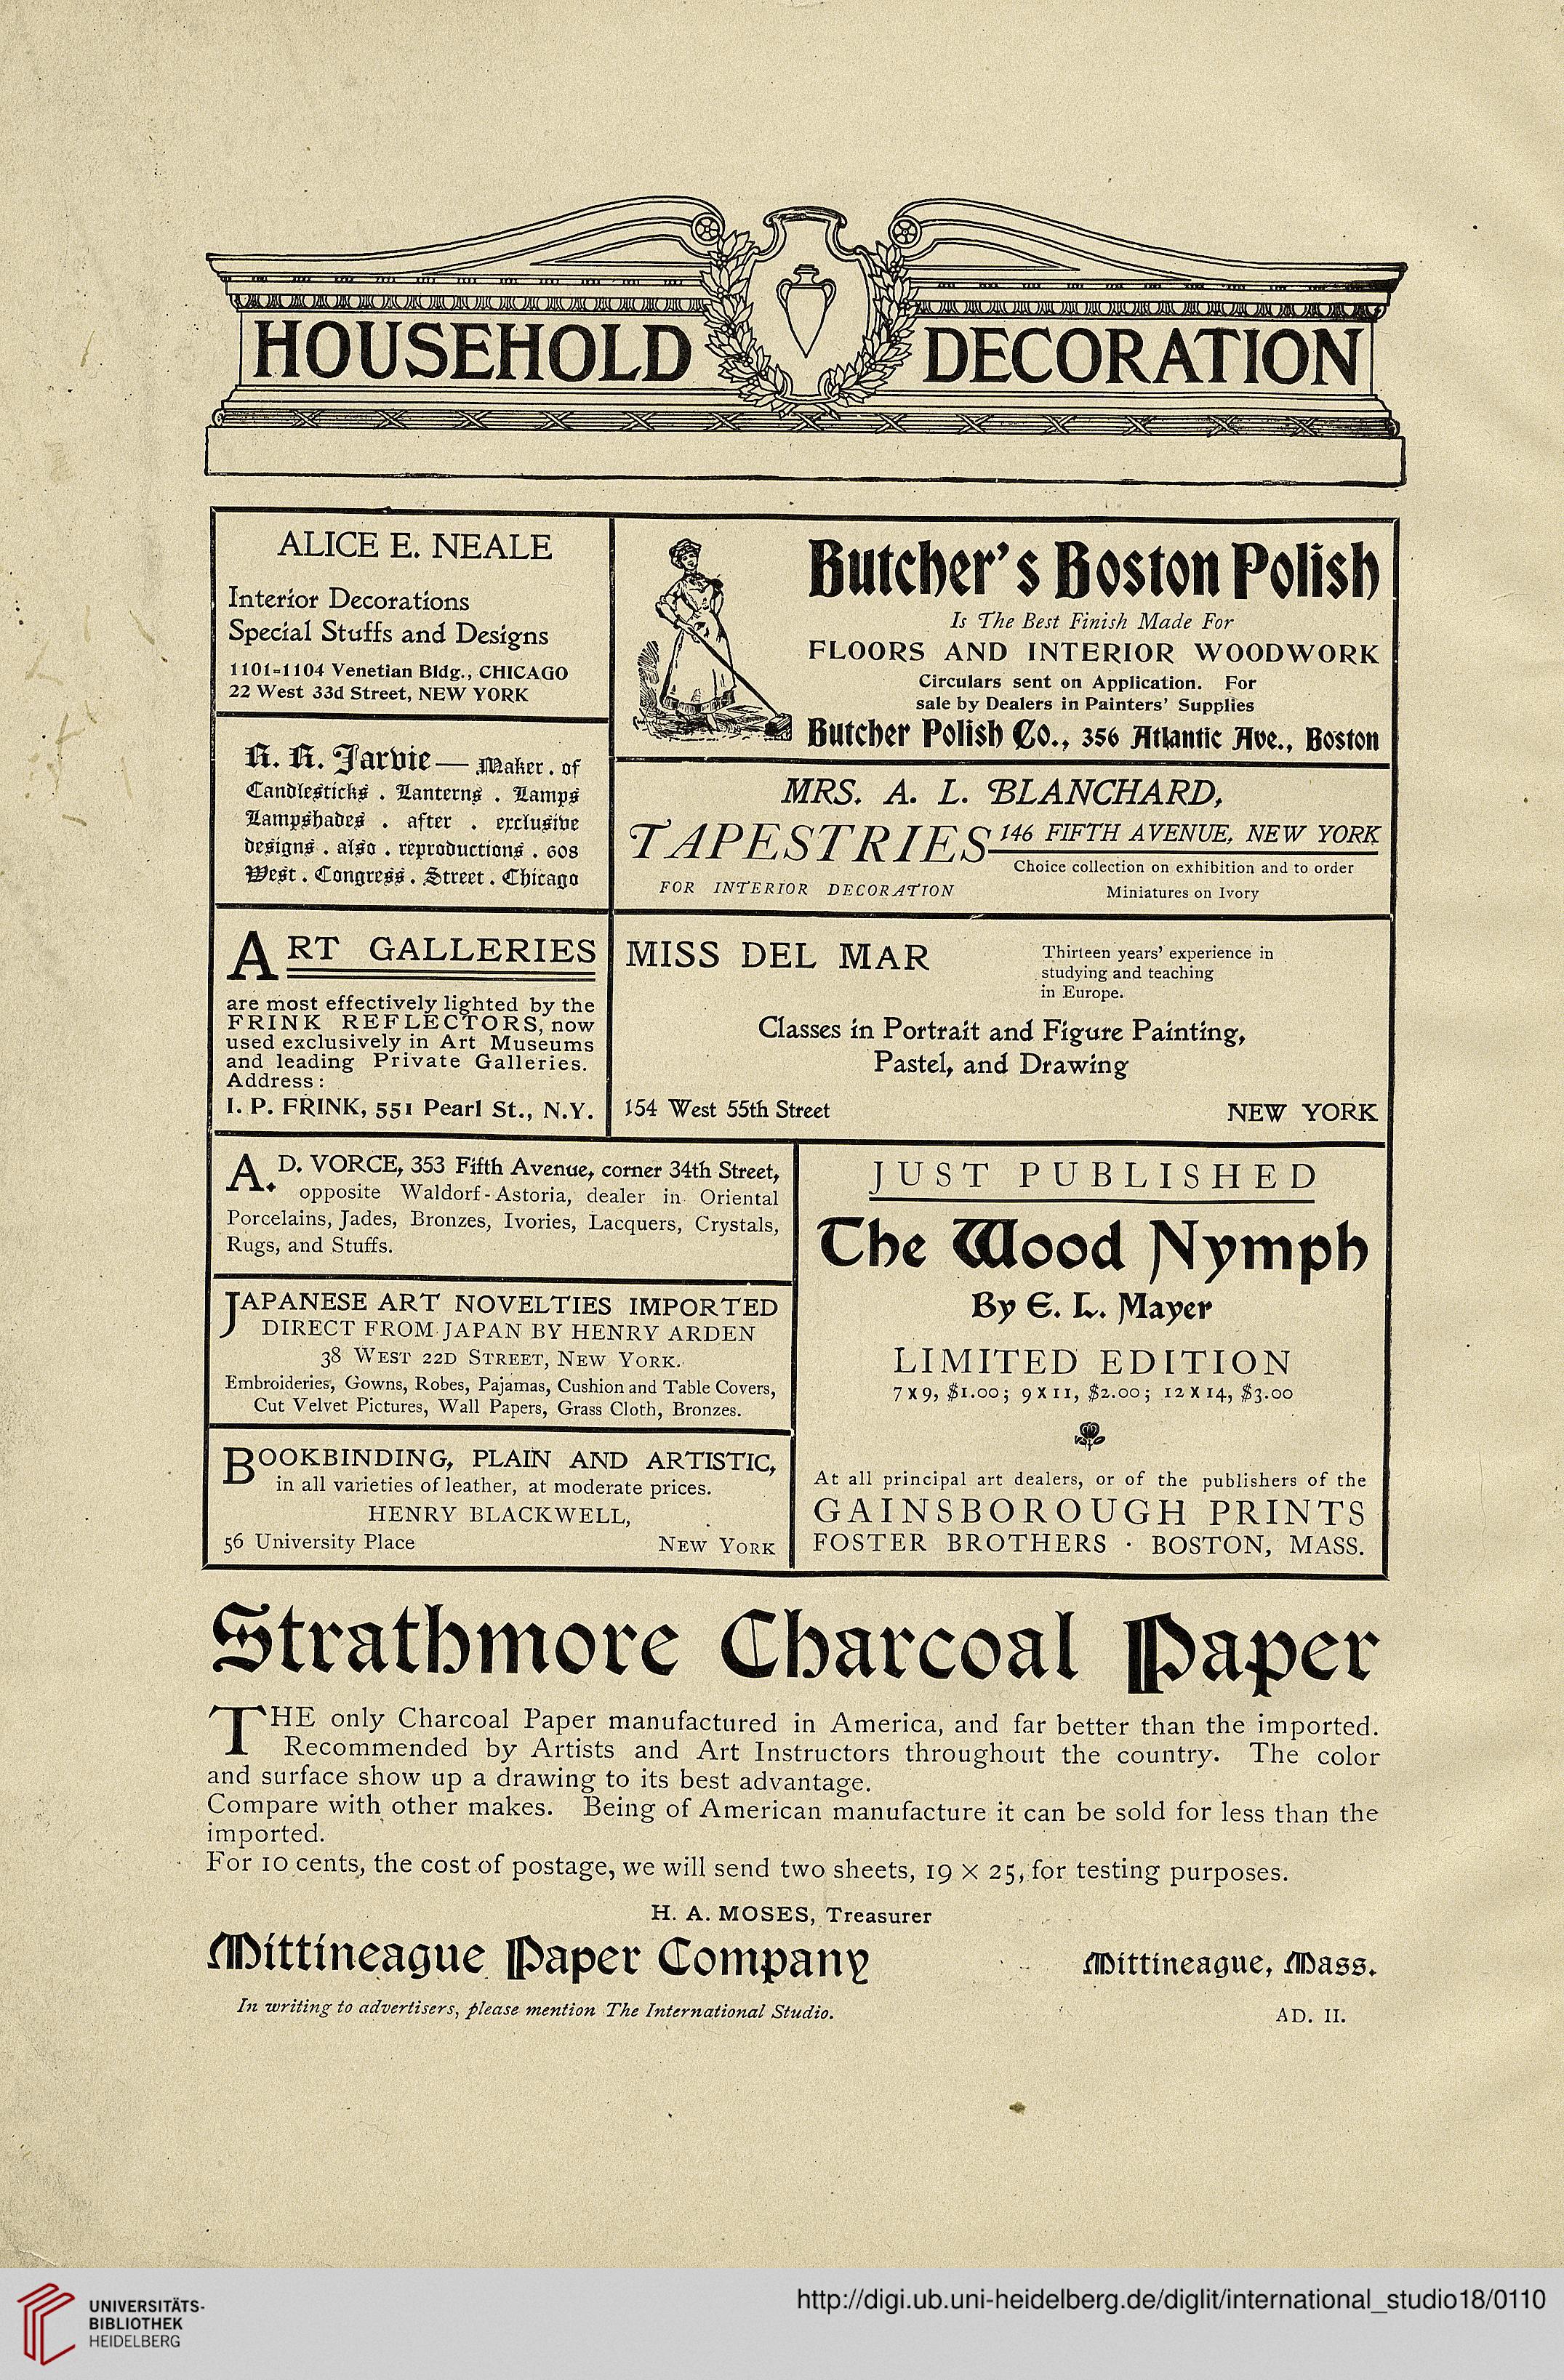 HOUSEHOLD DECORATION
ALICE E. NEALE
Interior Decorations
Special Stuffs and Designs
1101-1104 Venetian Bldg., CHICAGO
22 West 33d Street, NEW YORK
R. R. Jarvie — Maker . of
Candlesticks . Lanterns . Lamps
Lampshades . after . exclusive
designs . also . reproductions . 608
West . Congress . Street . Chicago
Butcher's Boston Polish
Is The Best Finish Made For
FLOORS AND INTERIOR WOODWORK
Circulars sent on Application. For
sale by Dealers in Painters' Supplies
Butcher Polish Co., 356 Atlantic Ave., Boston
MRS. A. L. BLANCHARD,
TAPESTRIES 146 FIFTH AVENUE, NEW YORK
Choice collection on exhibition and to order
FOR INTERIOR DECORATION
Miniatures on Ivory
ART GALLERIES
are most effectively lighted by the
FRINK REFLECTORS, now
used exclusively in Art Museums
and leading Private Galleries.
Address:
I. P. FRINK, 551 Pearl St., N.Y.
MISS DEL MAR
Thirteen years' experience in
studying and teaching
in Europe.
Classes in Portrait and Figure Painting,
Pastel, and Drawing
154 West 55th Street NEW YORK
A. D. VORCE, 353 Fifth Avenue, corner 34th Street,
opposite Waldorf-Astoria, dealer in Oriental
Porcelains, Jades, Bronzes, Ivories, Lacquers, Crystals,
Rugs, and Stuffs.
JAPANESE ART NOVELTIES IMPORTED
DIRECT FROM JAPAN BY HENRY ARDEN
38 WEST 22D STREET, NEW YORK.
Embroideries, Gowns, Robes, Pajamas, Cushion and Table Covers,
Cut Velvet Pictures, Wall Papers, Grass Cloth, Bronzes.
BOOKBINDING, PLAIN AND ARTISTIC,
in all varieties of leather, at moderate prices.
HENRY BLACKWELL,
56 University Place NEW YORK
JUST PUBLISHED
The Wood Nymph
By E. L. Mayer
LIMITED EDITION
7 X 9, $1.00; 9 X 11, $2.00; 12 X 14, $3.00
At all principal art dealers, or of the publishers of the
GAINSBOROUGH PRINTS
FOSTER BROTHERS · BOSTON, MASS.
Strathmore Charcoal Paper
THE only Charcoal Paper manufactured in America, and far better than the imported.
Recommended by Artists and Art Instructors throughout the country. The color
and surface show up a drawing to its best advantage.
Compare with other makes. Being of American manufacture it can be sold for less than the
imported.
For 10 cents, the cost of postage, we will send two sheets, 19 × 25, for testing purposes.
H. A. MOSES, Treasurer
Mittineague Paper Company Mittineague, Mass.
In writing to advertisers, please mention The International Studio.
AD. II.
UNIVERSITÄTS-
BIBLIOTHEK
HEIDELBERG
http://digi.ub.uni-heidelberg.de/diglit/international_studio18/0110